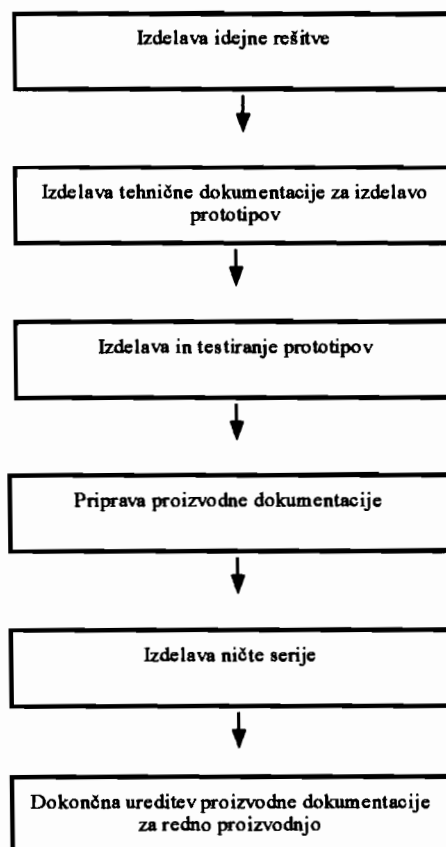 Izdelava idejne rešitve
Izdelava tehnične dokumentacije za izdelavo
prototipov
Izdelava in testiranje prototipov
Priprava proizvodne dokumentacije
Izdelava ničte serije
Dokončna ureditev proizvodne dokumentacije
za redno proizvodnjo